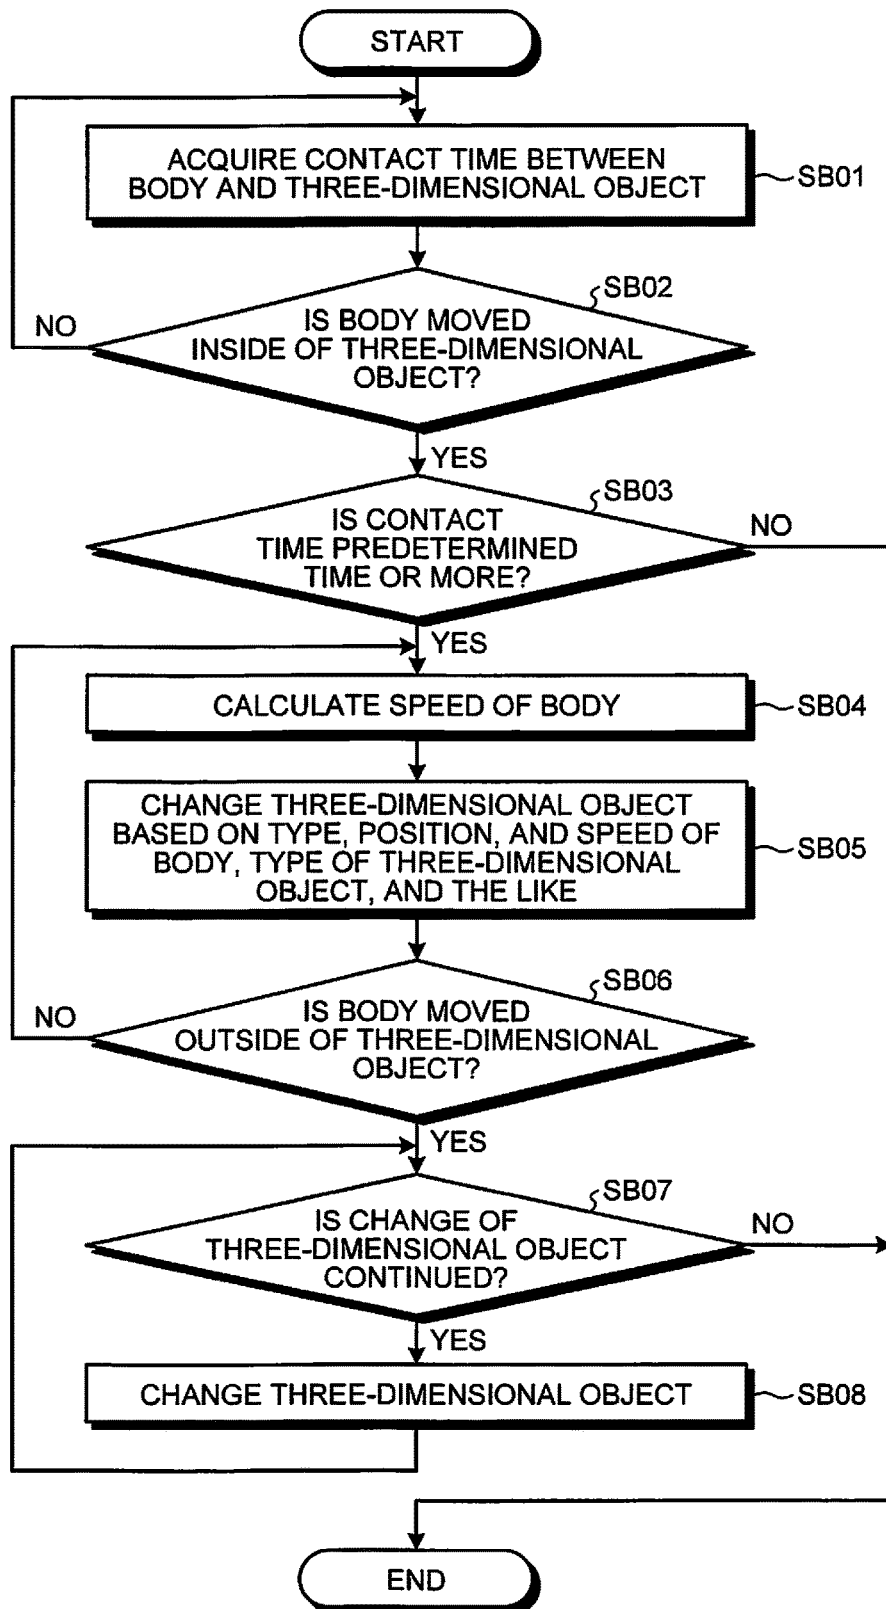 START
ACQUIRE CONTACT TIME BETWEEN
BODY AND THREE-DIMENSIONAL OBJECT
SB01
SB02
IS BODY MOVED
INSIDE OF THREE-DIMENSIONAL
OBJECT?
NO
YES
SB03
IS CONTACT
TIME PREDETERMINED
TIME OR MORE?
NO
YES
CALCULATE SPEED OF BODY
SB04
CHANGE THREE-DIMENSIONAL OBJECT
BASED ON TYPE, POSITION, AND SPEED OF
BODY, TYPE OF THREE-DIMENSIONAL
OBJECT, AND THE LIKE
SB05
SB06
IS BODY MOVED
OUTSIDE OF THREE-DIMENSIONAL
OBJECT?
NO
YES
SB07
IS CHANGE OF
THREE-DIMENSIONAL OBJECT
CONTINUED?
NO
YES
CHANGE THREE-DIMENSIONAL OBJECT
SB08
END